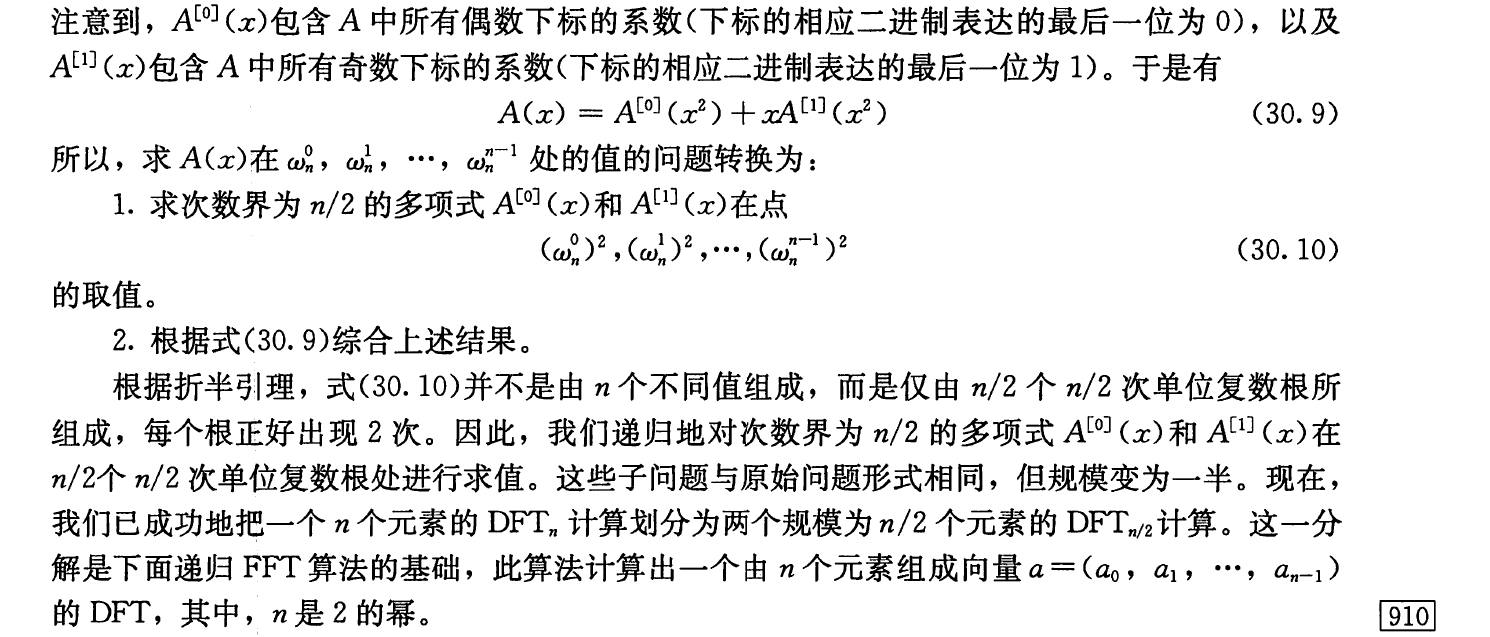 注意到，A^[0](x)包含 A 中所有偶数下标的系数(下标的相应二进制表达的最后一位为 0)，以及
A^[1](x)包含 A 中所有奇数下标的系数(下标的相应二进制表达的最后一位为 1)。于是有
A(x) = A^[0](x²) + xA^[1](x²) (30.9)
所以，求 A(x)在 ω_n^0，ω_n^1，…，ω_n^{n-1} 处的值的问题转换为：
1. 求次数界为 n/2 的多项式 A^[0](x)和 A^[1](x)在点
(ω_n^0)²,(ω_n^1)²,…,(ω_n^{n-1})² (30.10)
的取值。
2. 根据式(30.9)综合上述结果。
根据折半引理，式(30.10)并不是由 n 个不同值组成，而是仅由 n/2 个 n/2 次单位复数根所
组成，每个根正好出现 2 次。因此，我们递归地对次数界为 n/2 的多项式 A^[0](x)和 A^[1](x)在
n/2个 n/2 次单位复数根处进行求值。这些子问题与原始问题形式相同，但规模变为一半。现在，
我们已成功地把一个 n 个元素的 DFT_n 计算划分为两个规模为 n/2 个元素的 DFT_{n/2}计算。这一分
解是下面递归 FFT 算法的基础，此算法计算出一个由 n 个元素组成向量 a＝(a_0，a_1，…，a_{n-1})
的 DFT，其中，n 是 2 的幂。
910